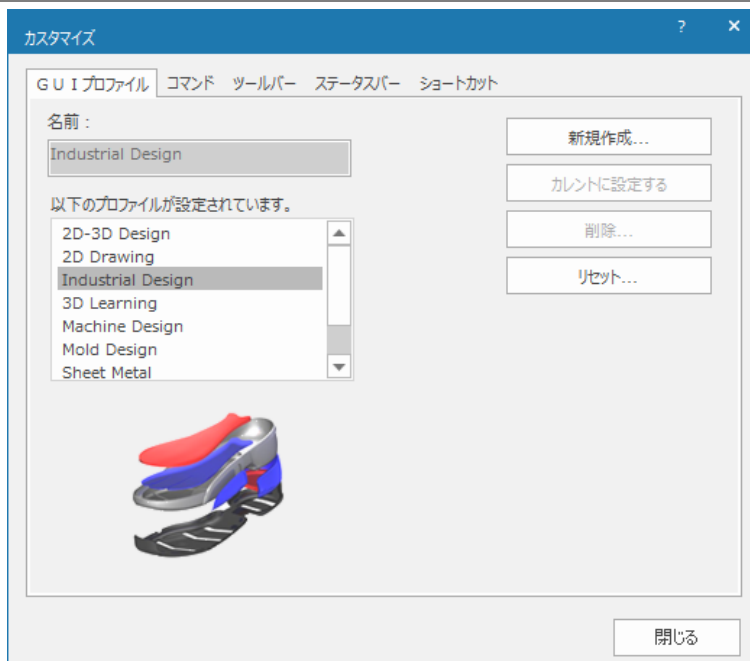 カスタマイズ
? ×
ＧＵＩプロファイル コマンド ツールバー ステータスバー ショートカット
名前：
Industrial Design
新規作成...
カレントに設定する
以下のプロファイルが設定されています。
削除...
リセット...
2D-3D Design
2D Drawing
Industrial Design
3D Learning
Machine Design
Mold Design
Sheet Metal
閉じる